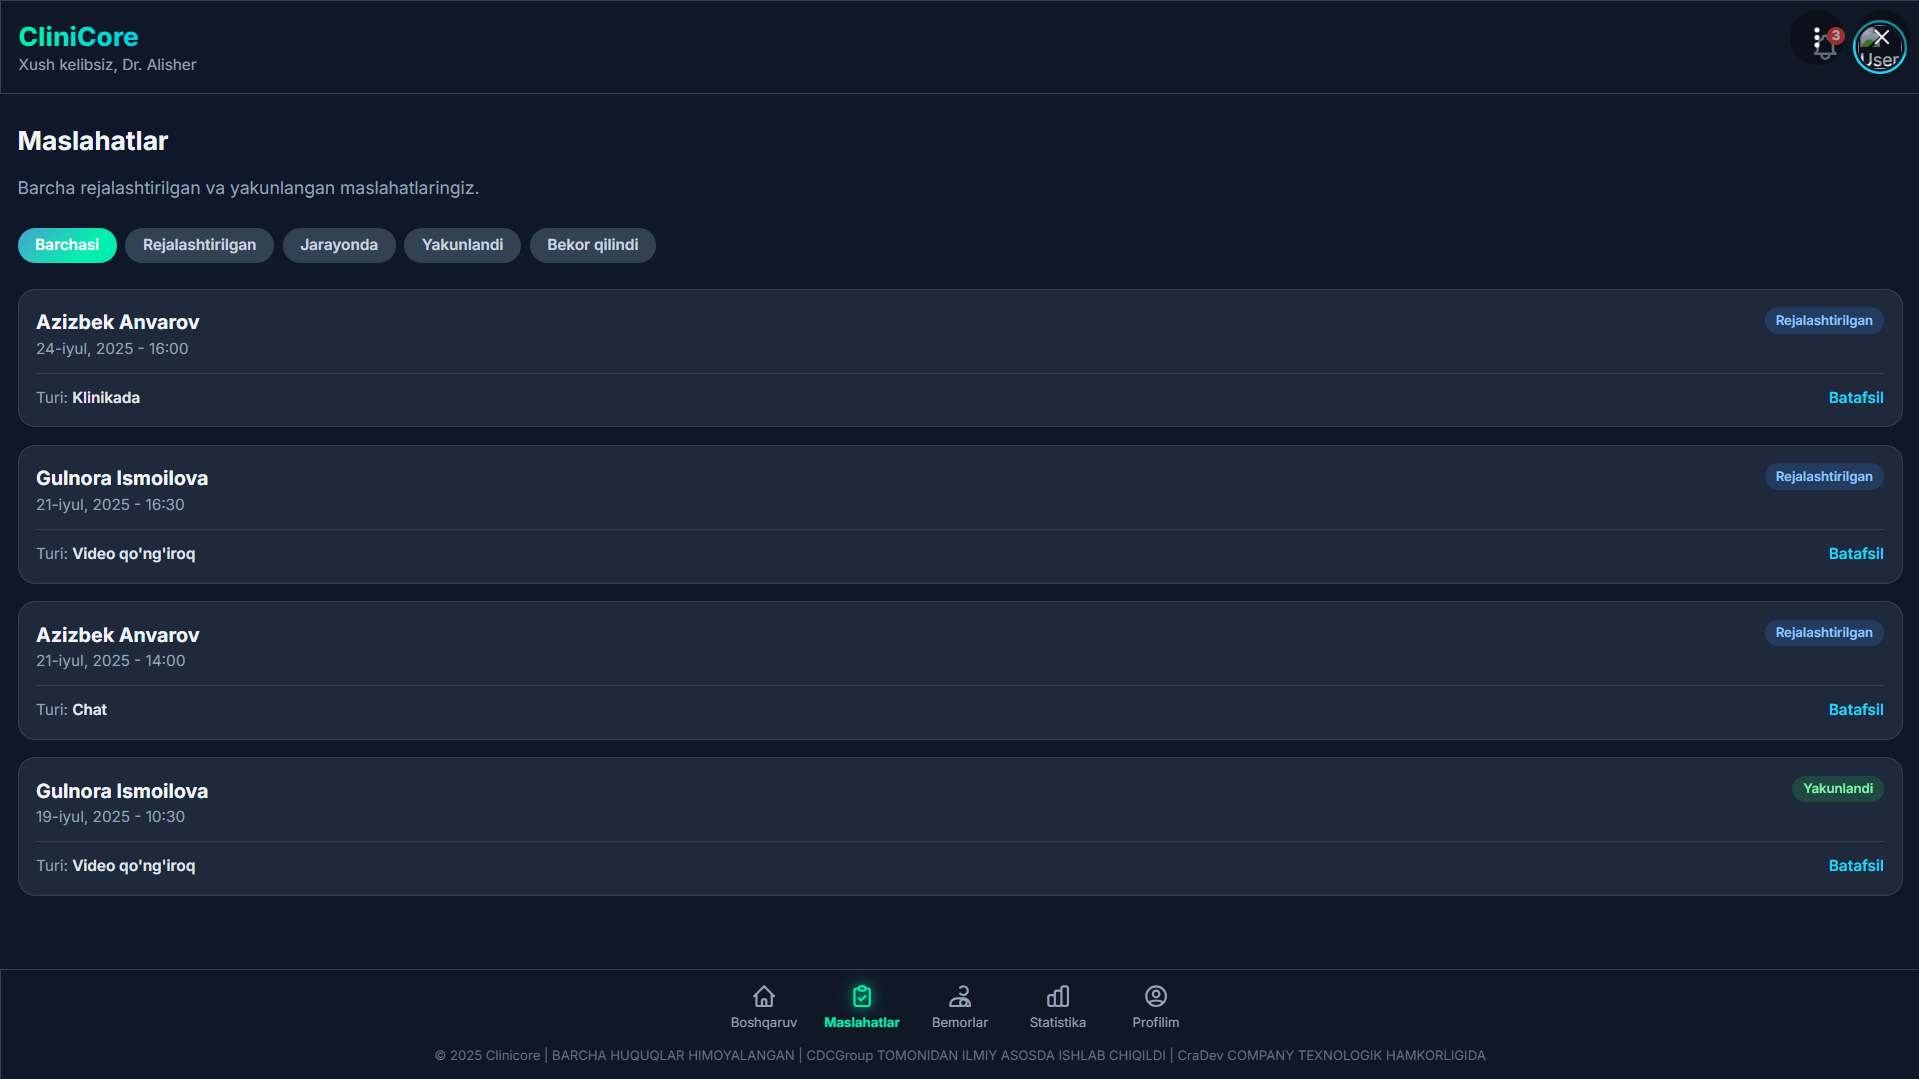 CliniCore
Xush kelibsiz, Dr. Alisher
3
User
Maslahatlar
Barcha rejalashtirilgan va yakunlangan maslahatlaringiz.
Barchasi
Rejalashtirilgan
Jarayonda
Yakunlandi
Bekor qilindi
Azizbek Anvarov
Rejalashtirilgan
24-iyul, 2025 - 16:00
Turi: Klinikada
Batafsil
Gulnora Ismoilova
Rejalashtirilgan
21-iyul, 2025 - 16:30
Turi: Video qo'ng'iroq
Batafsil
Azizbek Anvarov
Rejalashtirilgan
21-iyul, 2025 - 14:00
Turi: Chat
Batafsil
Gulnora Ismoilova
Yakunlandi
19-iyul, 2025 - 10:30
Turi: Video qo'ng'iroq
Batafsil
Boshqaruv
Maslahatlar
Bemorlar
Statistika
Profilim
© 2025 Clinicore | BARCHA HUQUQLAR HIMOYALANGAN | CDCGroup TOMONIDAN ILMIY ASOSDA ISHLAB CHIQILDI | CraDev COMPANY TEXNOLOGIK HAMKORLIGIDA